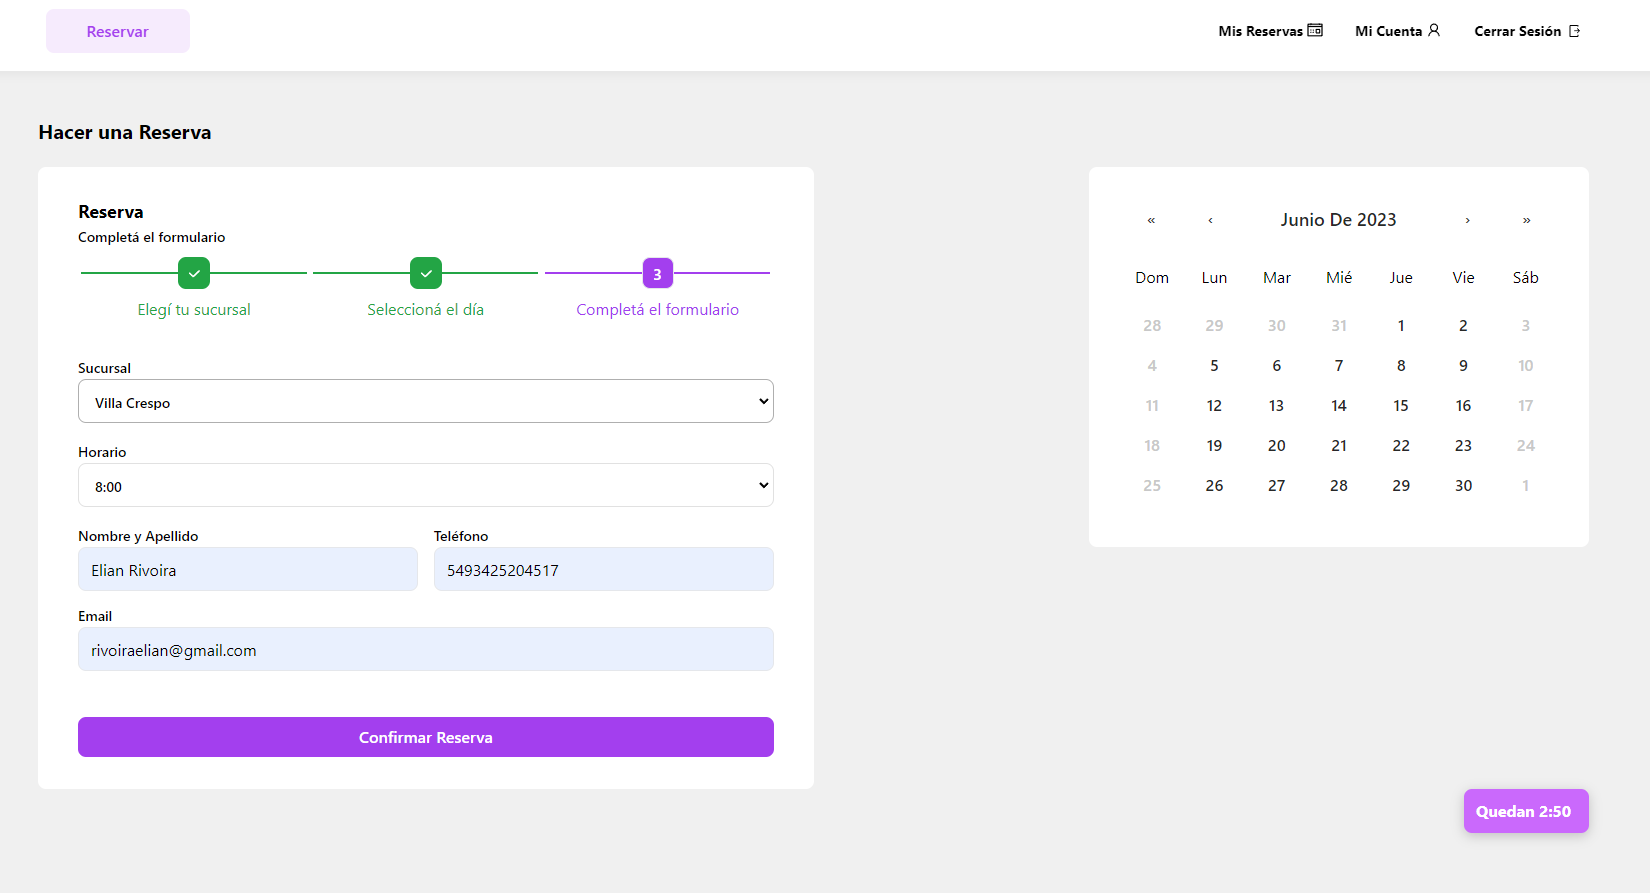 Reservar
Mis Reservas
Mi Cuenta
Cerrar Sesión
Hacer una Reserva
Reserva
Completá el formulario
3
Elegí tu sucursal
Seleccioná el día
Completá el formulario
Sucursal
Villa Crespo
Horario
8:00
Nombre y Apellido
Teléfono
Elian Rivoira
5493425204517
Email
rivoiraelian@gmail.com
Confirmar Reserva
« ‹ Junio De 2023 › »
Dom Lun Mar Mié Jue Vie Sáb
28 29 30 31 1 2 3
4 5 6 7 8 9 10
11 12 13 14 15 16 17
18 19 20 21 22 23 24
25 26 27 28 29 30 1
Quedan 2:50